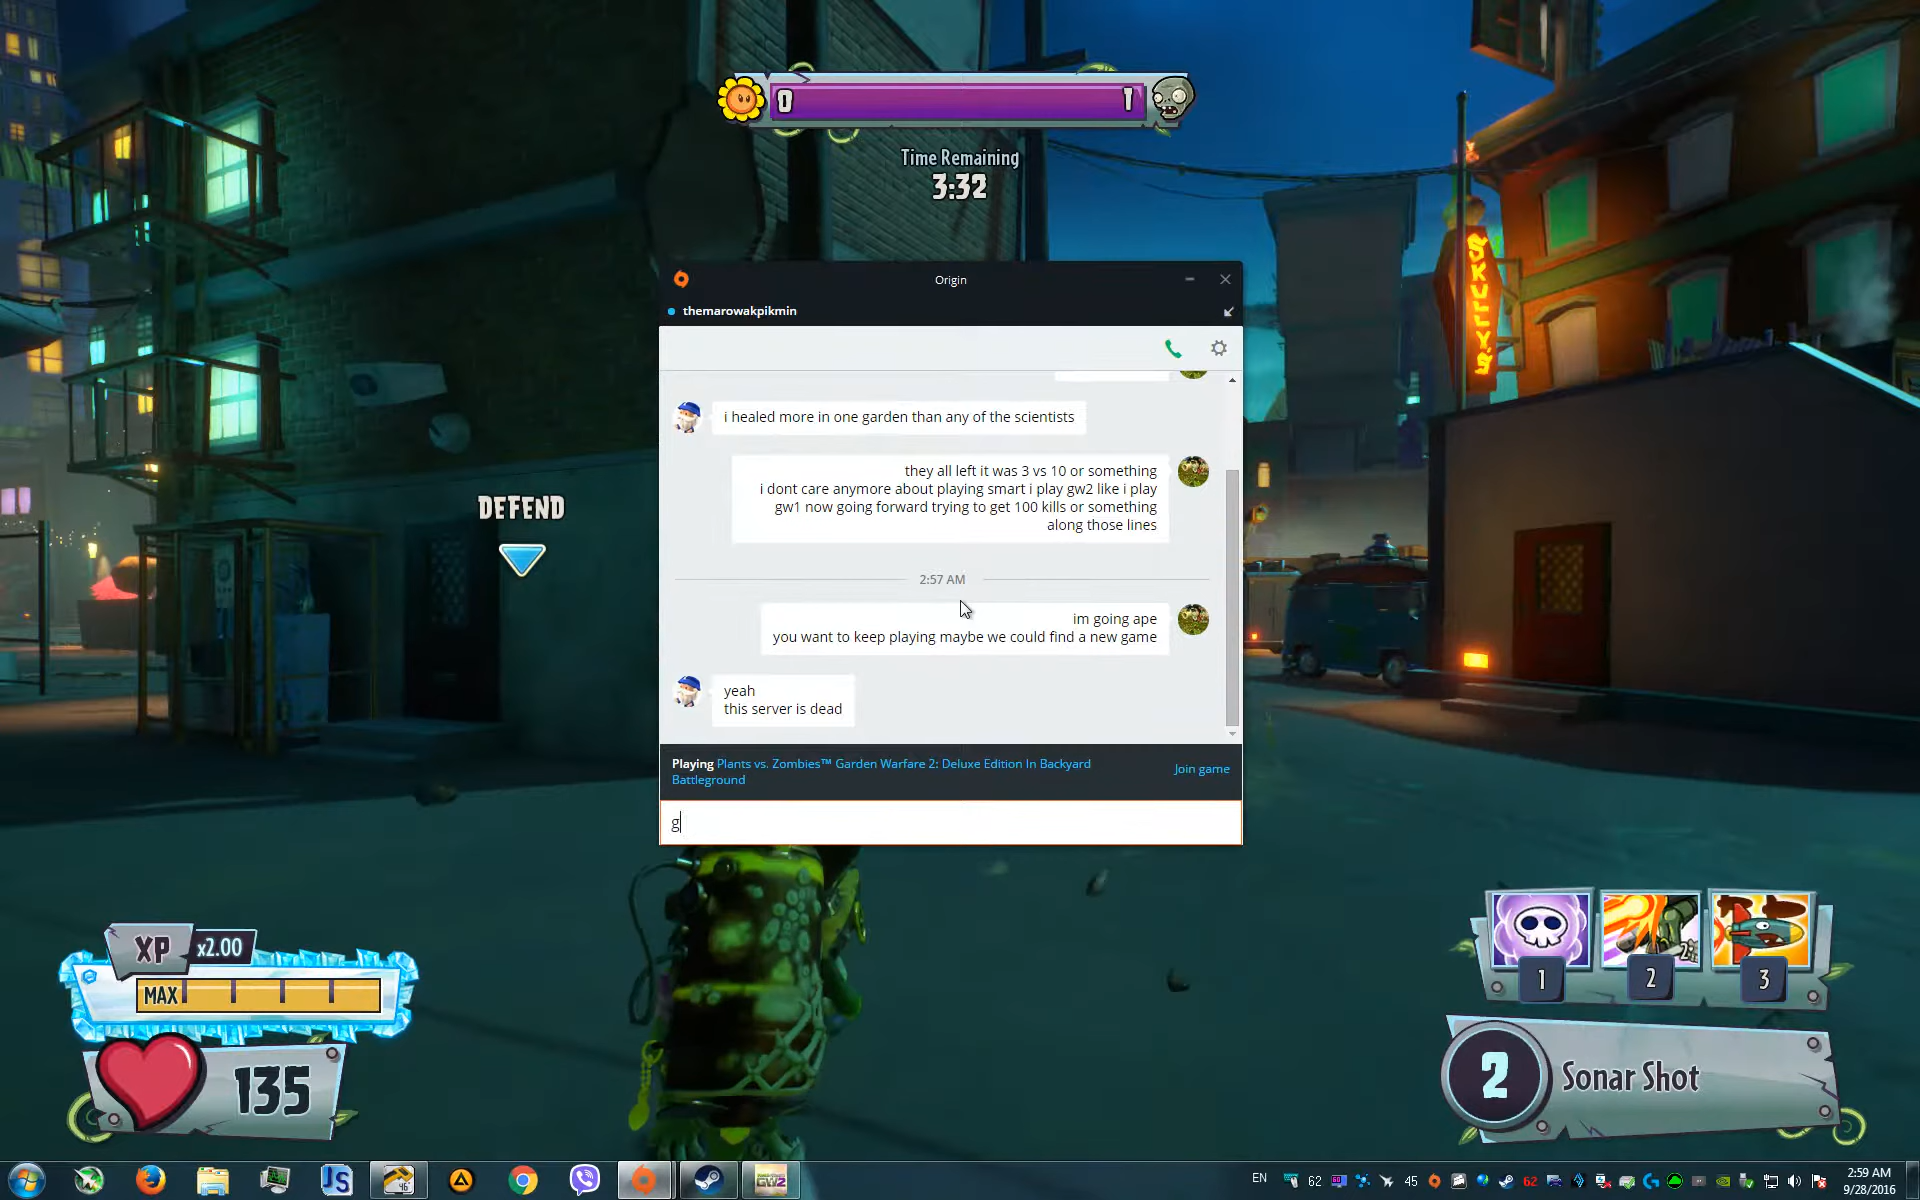 0
1
Time Remaining
3:32
SKULLY'S
Origin
themarowakpikmin
i healed more in one garden than any of the scientists
they all left it was 3 vs 10 or something
i dont care anymore about playing smart i play gw2 like i play
gw1 now going forward trying to get 100 kills or something
along those lines
DEFEND
2:57 AM
im going ape
you want to keep playing maybe we could find a new game
yeah
this server is dead
Playing Plants vs. Zombies™ Garden Warfare 2: Deluxe Edition In Backyard
Battleground
Join game
g
XP x2.00
MAX
135
1 2 3
2 Sonar Shot
JS
46
GW2
EN
62
60
45
62
2:59 AM
9/28/2016